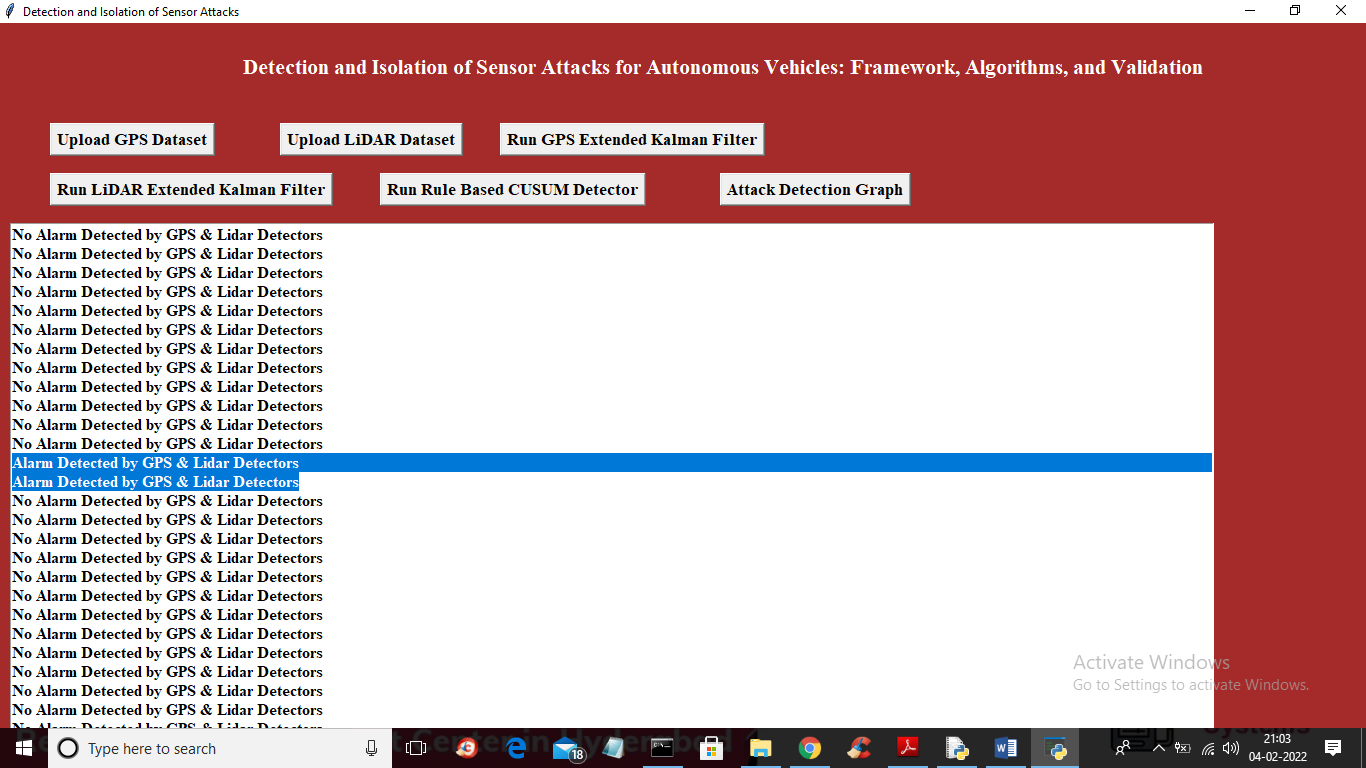 Detection and Isolation of Sensor Attacks
Detection and Isolation of Sensor Attacks for Autonomous Vehicles: Framework, Algorithms, and Validation
Upload GPS Dataset
Upload LiDAR Dataset
Run GPS Extended Kalman Filter
Run LiDAR Extended Kalman Filter
Run Rule Based CUSUM Detector
Attack Detection Graph
No Alarm Detected by GPS & Lidar Detectors
No Alarm Detected by GPS & Lidar Detectors
No Alarm Detected by GPS & Lidar Detectors
No Alarm Detected by GPS & Lidar Detectors
No Alarm Detected by GPS & Lidar Detectors
No Alarm Detected by GPS & Lidar Detectors
No Alarm Detected by GPS & Lidar Detectors
No Alarm Detected by GPS & Lidar Detectors
No Alarm Detected by GPS & Lidar Detectors
No Alarm Detected by GPS & Lidar Detectors
No Alarm Detected by GPS & Lidar Detectors
No Alarm Detected by GPS & Lidar Detectors
Alarm Detected by GPS & Lidar Detectors
Alarm Detected by GPS & Lidar Detectors
No Alarm Detected by GPS & Lidar Detectors
No Alarm Detected by GPS & Lidar Detectors
No Alarm Detected by GPS & Lidar Detectors
No Alarm Detected by GPS & Lidar Detectors
No Alarm Detected by GPS & Lidar Detectors
No Alarm Detected by GPS & Lidar Detectors
No Alarm Detected by GPS & Lidar Detectors
No Alarm Detected by GPS & Lidar Detectors
No Alarm Detected by GPS & Lidar Detectors
No Alarm Detected by GPS & Lidar Detectors
No Alarm Detected by GPS & Lidar Detectors
No Alarm Detected by GPS & Lidar Detectors
No Alarm Detected by GPS & Lidar Detectors
Activate Windows
Go to Settings to activate Windows.
Type here to search
18
21:03
04-02-2022